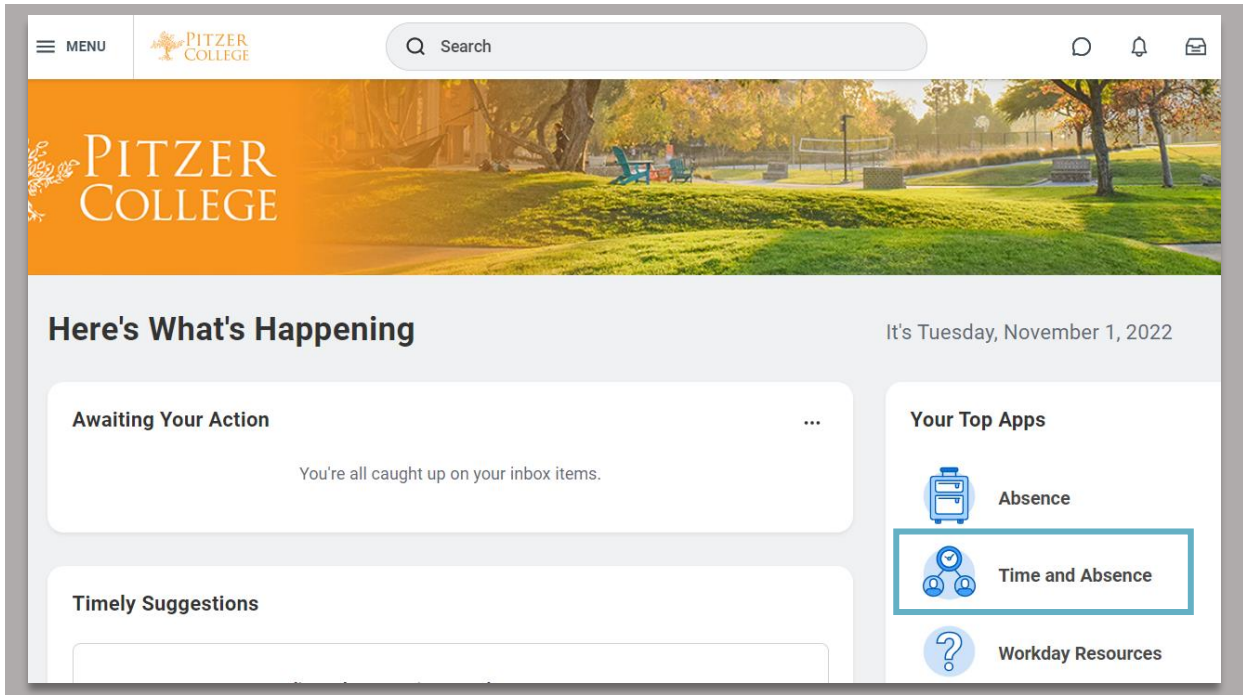 MENU
PITZER
COLLEGE
Search
PITZER
COLLEGE
Here's What's Happening
It's Tuesday, November 1, 2022
Awaiting Your Action
You're all caught up on your inbox items.
Timely Suggestions
Your Top Apps
Absence
Time and Absence
Workday Resources